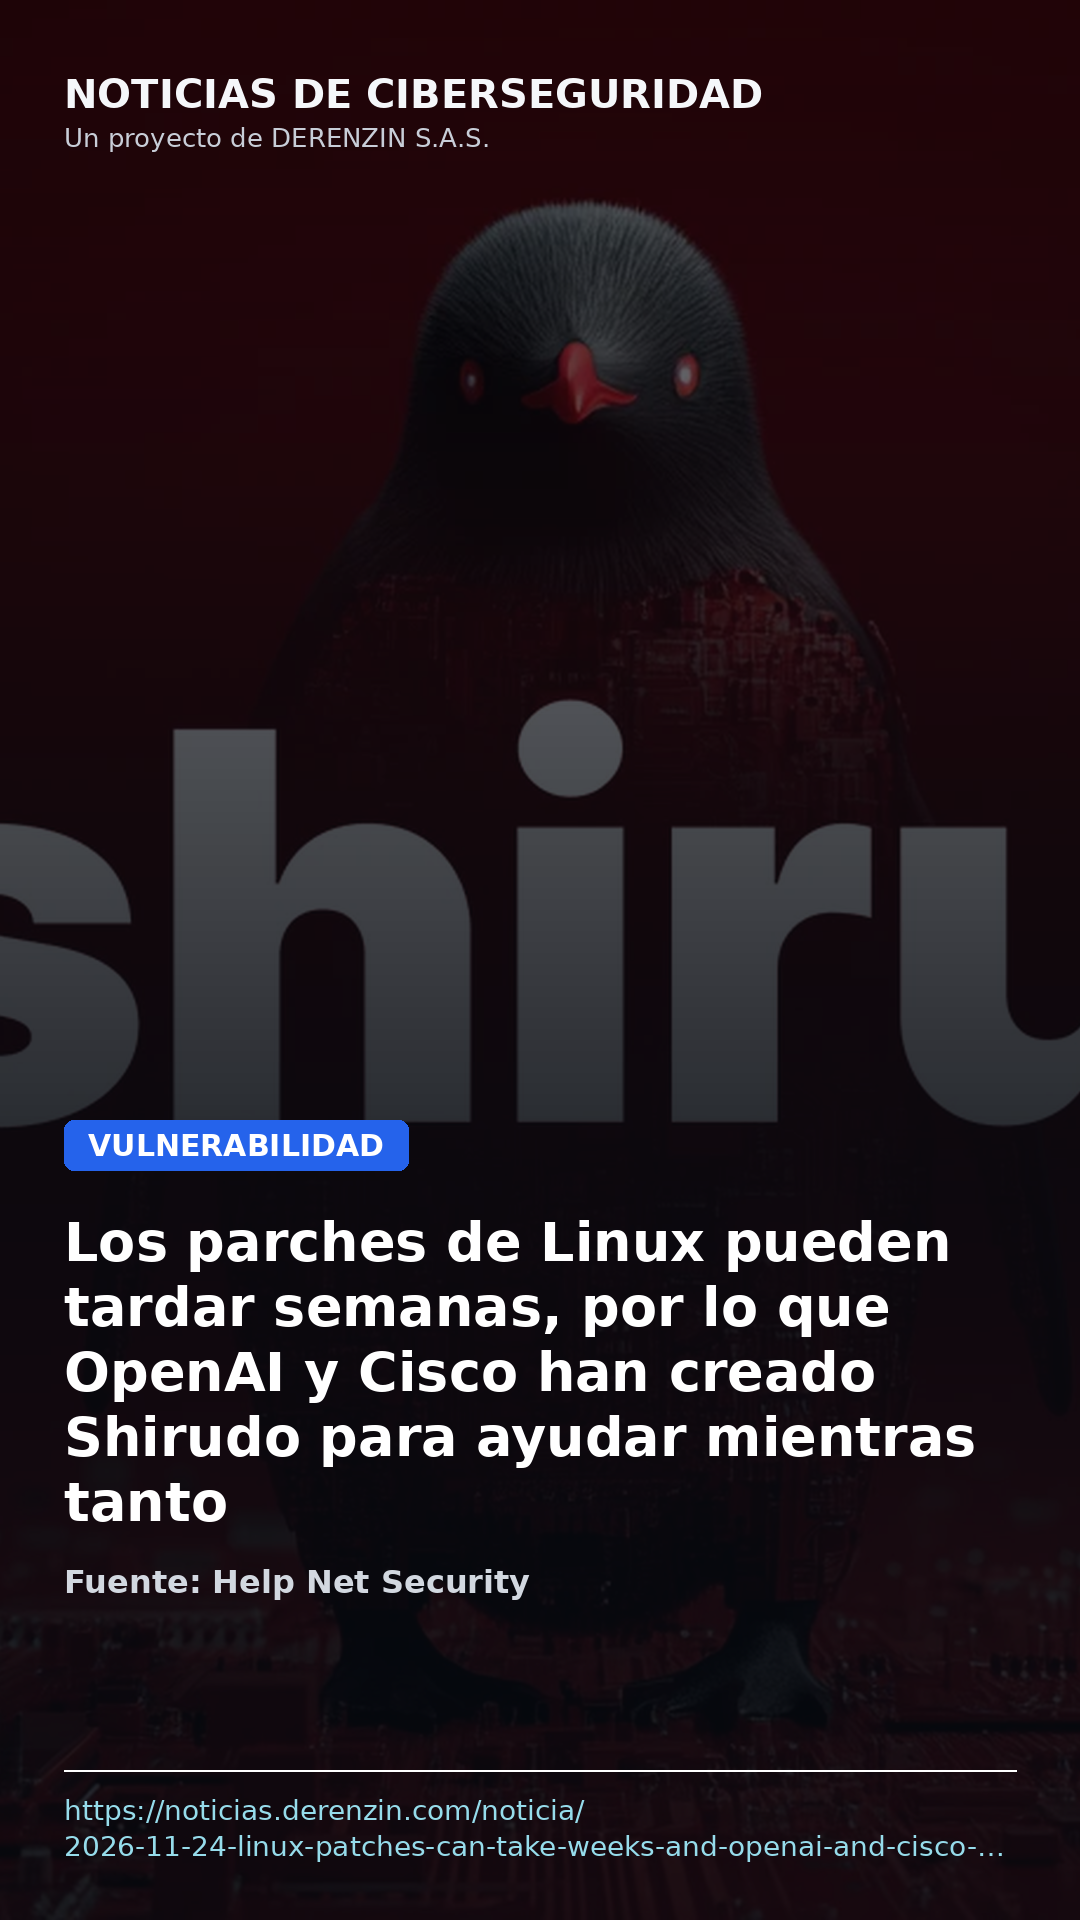 NOTICIAS DE CIBERSEGURIDAD
Un proyecto de DERENZIN S.A.S.
shiru
VULNERABILIDAD
Los parches de Linux pueden
tardar semanas, por lo que
OpenAI y Cisco han creado
Shirudo para ayudar mientras
tanto
Fuente: Help Net Security
https://noticias.derenzin.com/noticia/
2026-11-24-linux-patches-can-take-weeks-and-openai-and-cisco-...